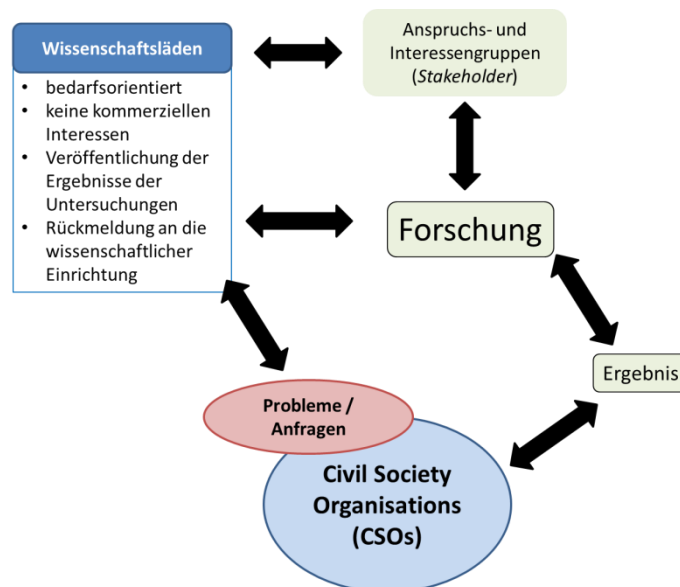 Wissenschaftsläden
• bedarfsorientiert
• keine kommerziellen
Interessen
• Veröffentlichung der
Ergebnisse der
Untersuchungen
• Rückmeldung an die
wissenschaftlicher
Einrichtung
Anspruchs- und
Interessengruppen
(Stakeholder)
Forschung
Ergebnis
Probleme /
Anfragen
Civil Society
Organisations
(CSOs)